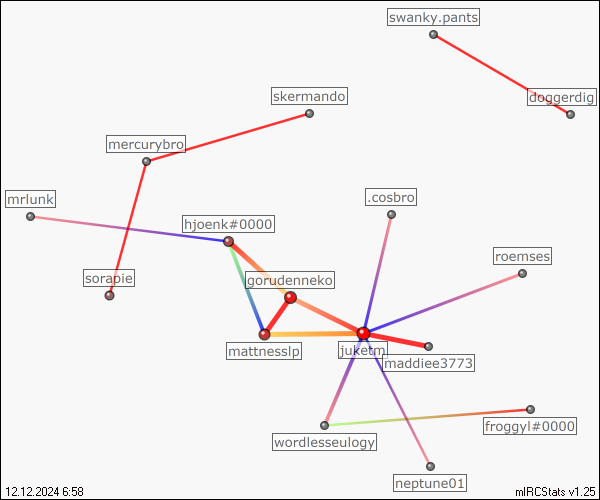 swanky.pants
doggerdig
skermando
mercurybro
mrlunk
.cosbro
hjoenk#0000
roemses
gorudenneko
sorapie
mattnesslp
juketm
maddiee3773
froggyl#0000
wordlesseulogy
neptune01
12.12.2024 6:58
mIRCStats v1.25